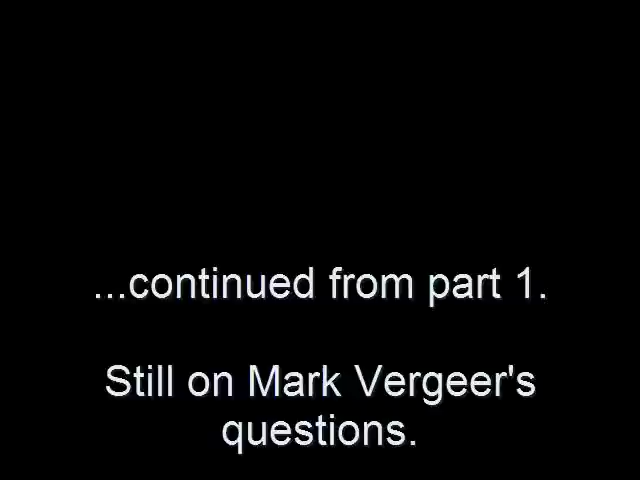 ...continued from part 1.
Still on Mark Vergeer's
questions.